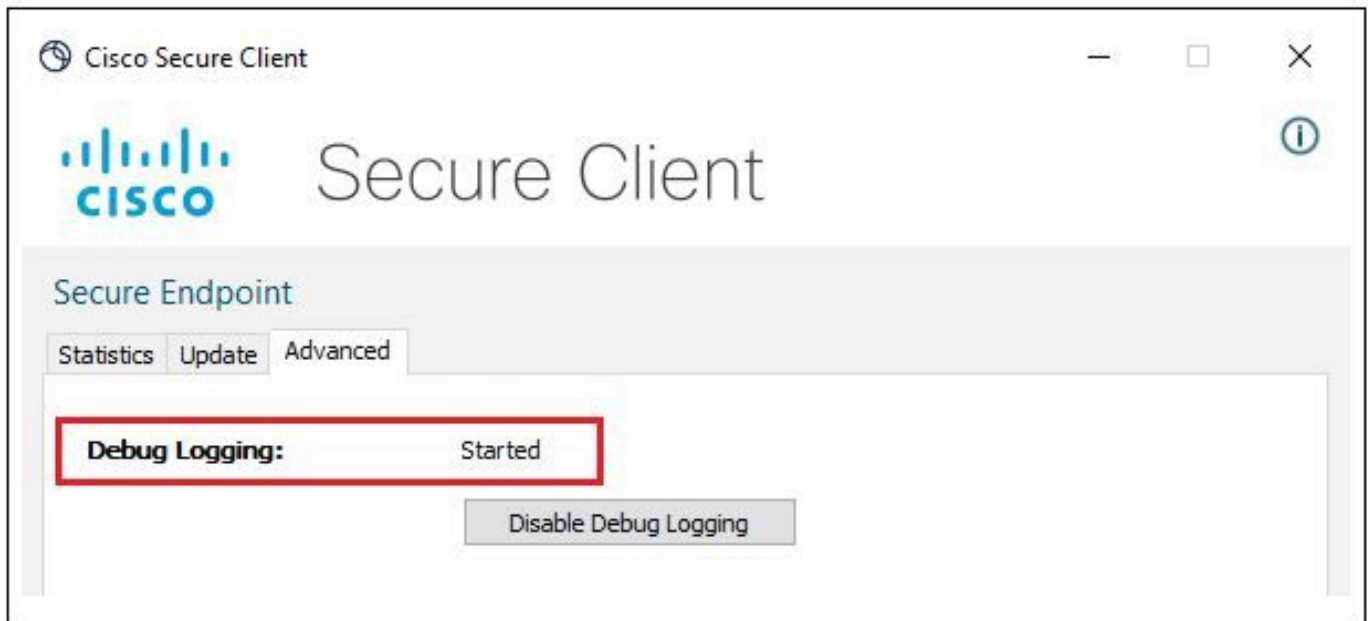 Cisco Secure Client
CISCO
Secure Client
Secure Endpoint
Statistics Update Advanced
Debug Logging: Started
Disable Debug Logging